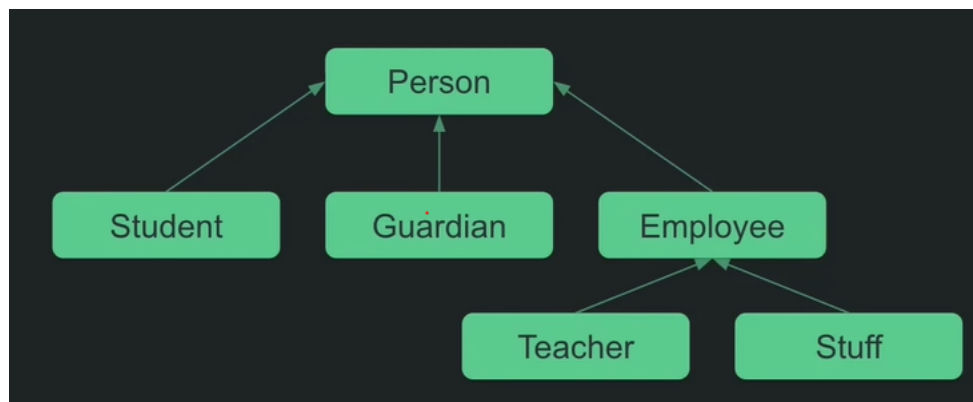 Person
Student
Guardian
Employee
Teacher
Stuff